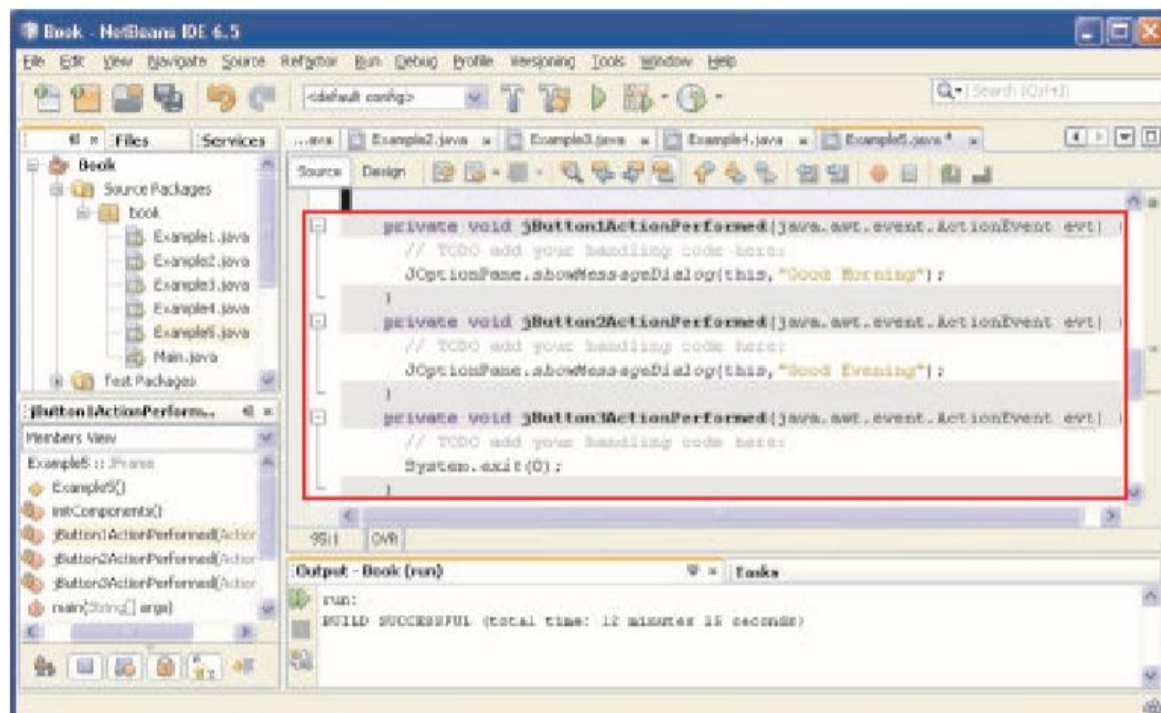 Book - NetBeans IDE 6.5
File Edit View Navigate Source Refactor Run Debug Profile Versioning Tools Window Help
<default config>
Search (Ctrl+I)
Files Services
...ava Example2.java Example3.java Example4.java Example5.java *
Book
Source Packages
book
Example1.java
Example2.java
Example3.java
Example4.java
Example5.java
Main.java
Test Packages
Source Design
private void jButton1ActionPerformed(java.awt.event.ActionEvent evt) {
// TODO add your handling code here:
JOptionPane.showMessageDialog(this,"Good Morning");
}
private void jButton2ActionPerformed(java.awt.event.ActionEvent evt) {
// TODO add your handling code here:
JOptionPane.showMessageDialog(this,"Good Evening");
}
private void jButton3ActionPerformed(java.awt.event.ActionEvent evt) {
// TODO add your handling code here:
System.exit(0);
}
95:1 OVR
jButton1ActionPerform...
Members View
Example5 :: JFrame
Example5()
initComponents()
jButton1ActionPerformed(Action
jButton2ActionPerformed(Action
jButton3ActionPerformed(Action
main(String[] args)
Output - Book (run) Tasks
run:
BUILD SUCCESSFUL (total time: 12 minutes 15 seconds)